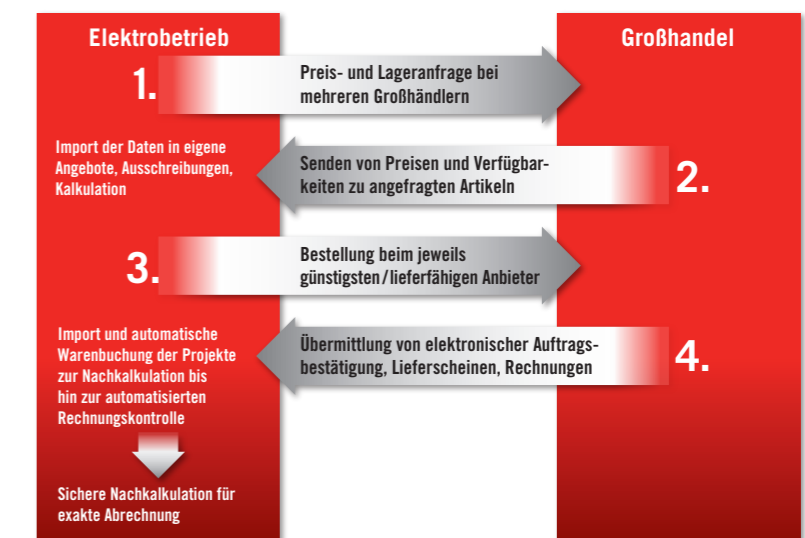 Elektrobetrieb
Großhandel
1.
Preis- und Lageranfrage bei
mehreren Großhändlern
Import der Daten in eigene
Angebote, Ausschreibungen,
Kalkulation
Senden von Preisen und Verfügbar-
keiten zu angefragten Artikeln
2.
3.
Bestellung beim jeweils
günstigsten/lieferfähigen Anbieter
Import und automatische
Warenbuchung der Projekte
zur Nachkalkulation bis
hin zur automatisierten
Rechnungskontrolle
Übermittlung von elektronischer Auftrags-
bestätigung, Lieferscheinen, Rechnungen
4.
Sichere Nachkalkulation für
exakte Abrechnung